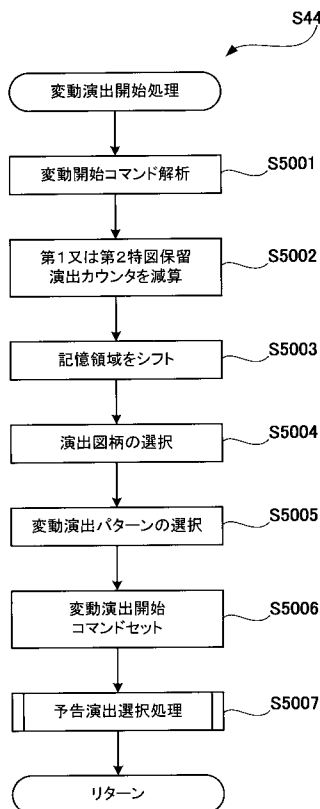 S44
変動演出開始処理
変動開始コマンド解析
S5001
第1又は第2特図保留
演出カウンタを減算
S5002
記憶領域をシフト
S5003
演出図柄の選択
S5004
変動演出パターンの選択
S5005
変動演出開始
コマンドセット
S5006
予告演出選択処理
S5007
リターン